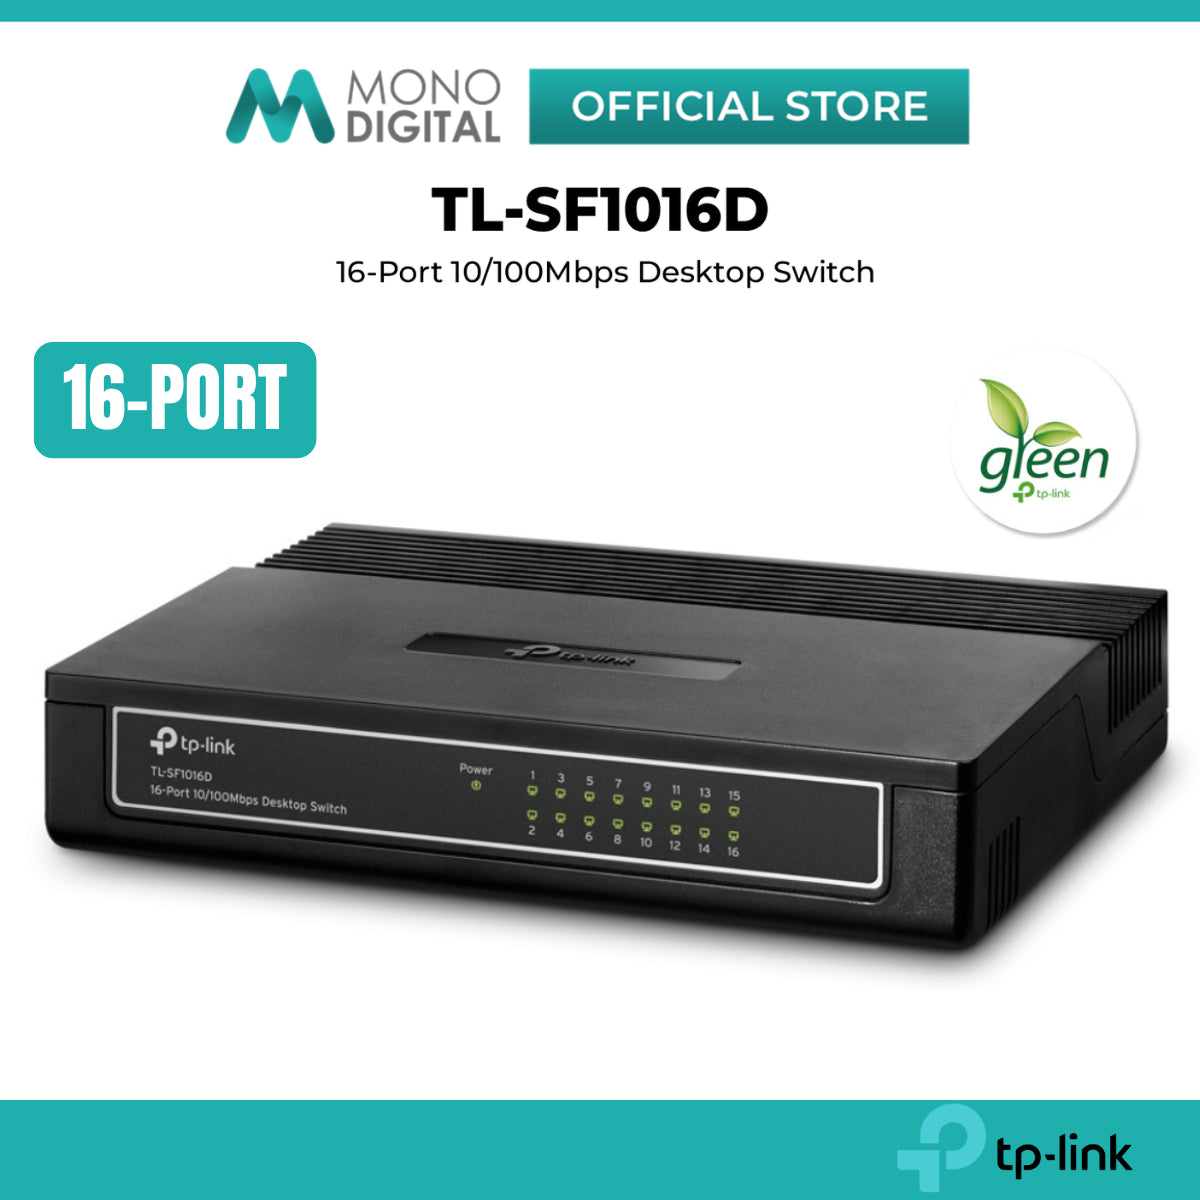 MONO
DIGITAL
OFFICIAL STORE
TL-SF1016D
16-Port 10/100Mbps Desktop Switch
16-PORT
green
tp-link
tp-link
tp-link
TL-SF1016D
16-Port 10/100Mbps Desktop Switch
Power
1 3 5 7 9 11 13 15
2 4 6 8 10 12 14 16
tp-link